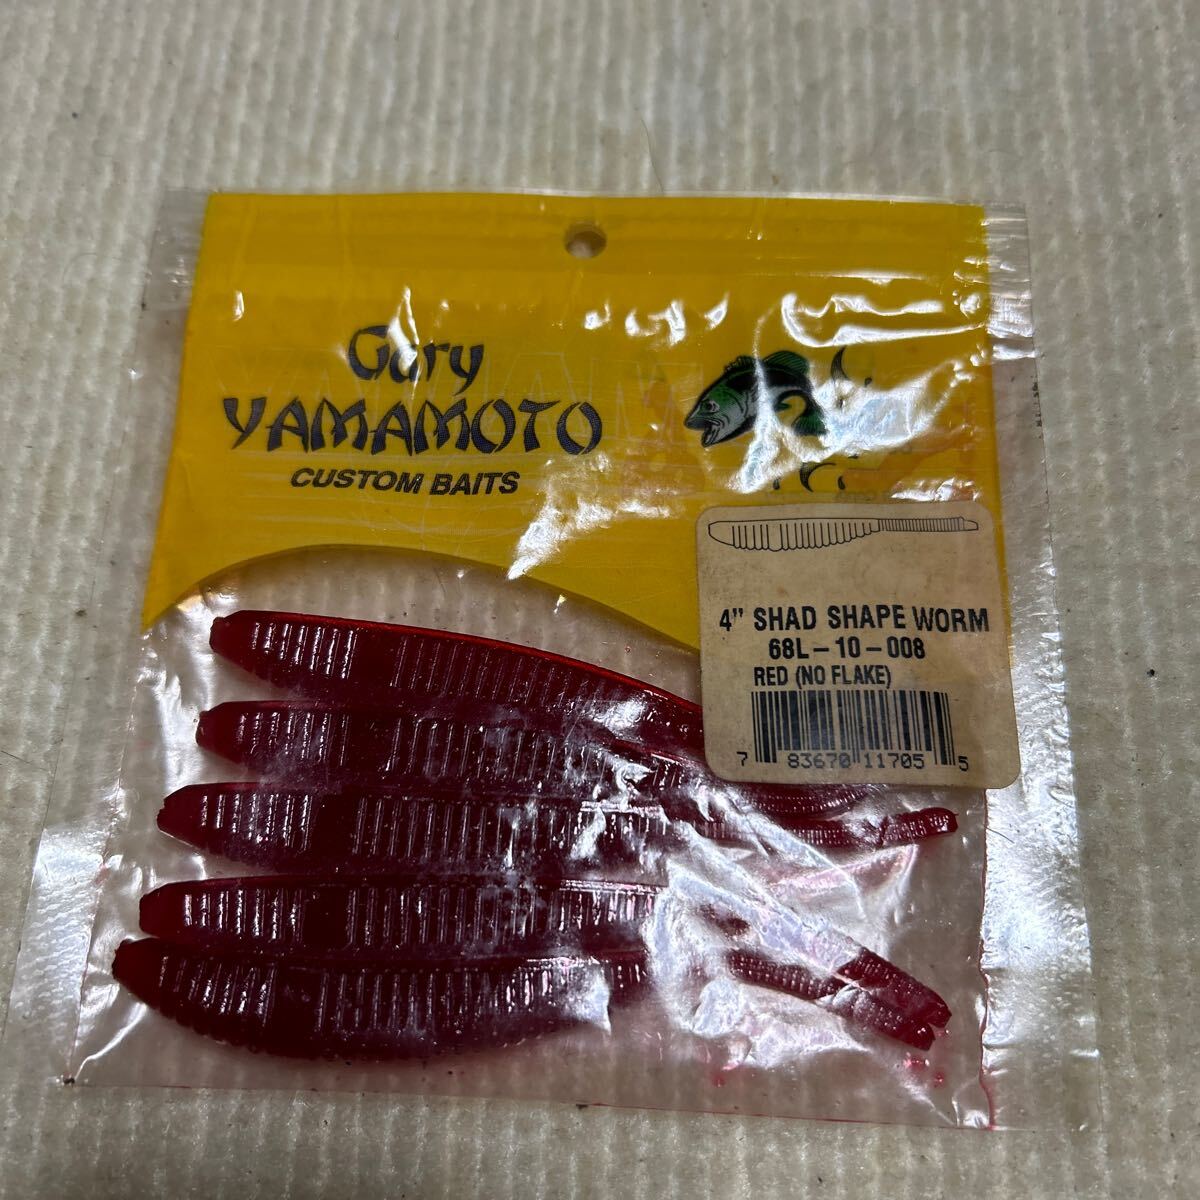 Gary
YAMAMOTO
CUSTOM BAITS
4" SHAD SHAPE WORM
68L-10-008
RED (NO FLAKE)
7 83670 11705 5